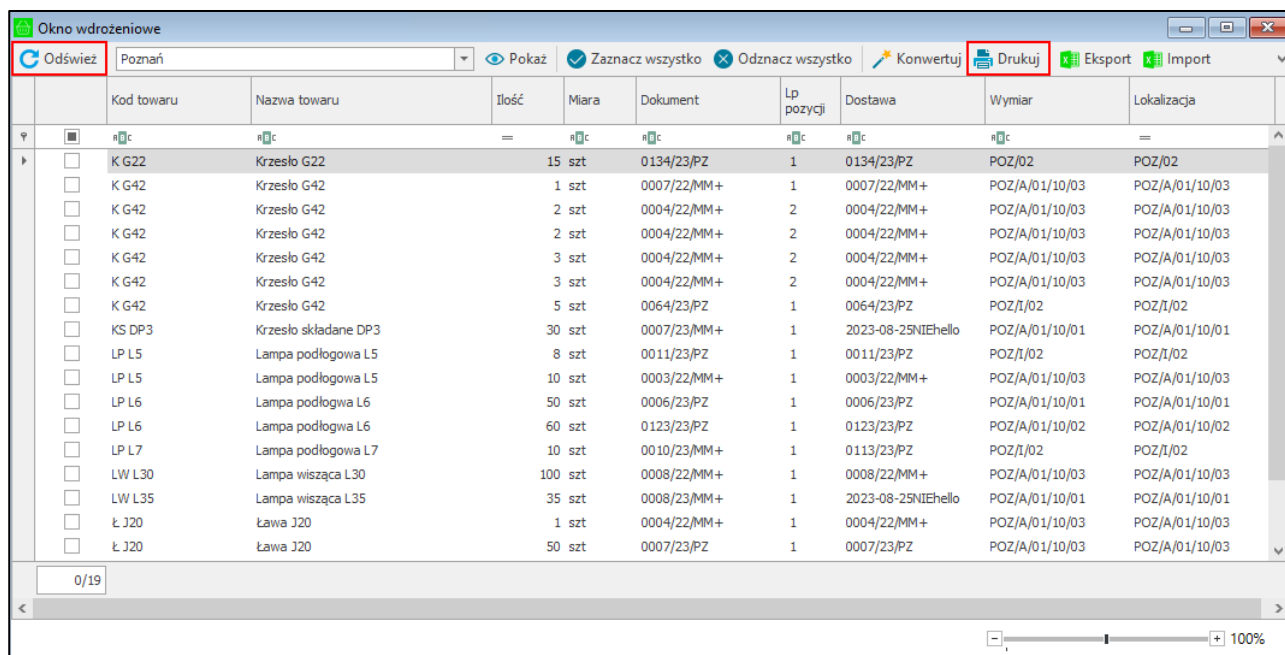 Okno wdrożeniowe
Odśwież Poznań Pokaż Zaznacz wszystko Odznacz wszystko Konwertuj Drukuj Eksport Import
Kod towaru Nazwa towaru Ilość Miara Dokument Lp pozycji Dostawa Wymiar Lokalizacja
K G22 Krzesło G22 15 szt 0134/23/PZ 1 0134/23/PZ POZ/02 POZ/02
K G42 Krzesło G42 1 szt 0007/22/MM+ 1 0007/22/MM+ POZ/A/01/10/03 POZ/A/01/10/03
K G42 Krzesło G42 2 szt 0004/22/MM+ 2 0004/22/MM+ POZ/A/01/10/03 POZ/A/01/10/03
K G42 Krzesło G42 2 szt 0004/22/MM+ 2 0004/22/MM+ POZ/A/01/10/03 POZ/A/01/10/03
K G42 Krzesło G42 3 szt 0004/22/MM+ 2 0004/22/MM+ POZ/A/01/10/03 POZ/A/01/10/03
K G42 Krzesło G42 3 szt 0004/22/MM+ 2 0004/22/MM+ POZ/A/01/10/03 POZ/A/01/10/03
K G42 Krzesło G42 5 szt 0064/23/PZ 1 0064/23/PZ POZ/I/02 POZ/I/02
KS DP3 Krzesło składane DP3 30 szt 0007/23/MM+ 1 2023-08-25NIEhello POZ/A/01/10/01 POZ/A/01/10/01
LP L5 Lampa podłogowa L5 8 szt 0011/23/PZ 1 0011/23/PZ POZ/I/02 POZ/I/02
LP L5 Lampa podłogowa L5 10 szt 0003/22/MM+ 1 0003/22/MM+ POZ/A/01/10/03 POZ/A/01/10/03
LP L6 Lampa podłogwa L6 50 szt 0006/23/PZ 1 0006/23/PZ POZ/A/01/10/01 POZ/A/01/10/01
LP L6 Lampa podłogwa L6 60 szt 0123/23/PZ 1 0123/23/PZ POZ/A/01/10/02 POZ/A/01/10/02
LP L7 Lampa podłogowa L7 10 szt 0010/23/MM+ 1 0113/23/PZ POZ/I/02 POZ/I/02
LW L30 Lampa wisząca L30 100 szt 0008/22/MM+ 1 0008/22/MM+ POZ/A/01/10/03 POZ/A/01/10/03
LW L35 Lampa wisząca L35 35 szt 0008/23/MM+ 1 2023-08-25NIEhello POZ/A/01/10/01 POZ/A/01/10/01
Ł J20 Ława J20 1 szt 0004/22/MM+ 1 0004/22/MM+ POZ/A/01/10/03 POZ/A/01/10/03
Ł J20 Ława J20 50 szt 0007/23/PZ 1 0007/23/PZ POZ/A/01/10/03 POZ/A/01/10/03
0/19
100%